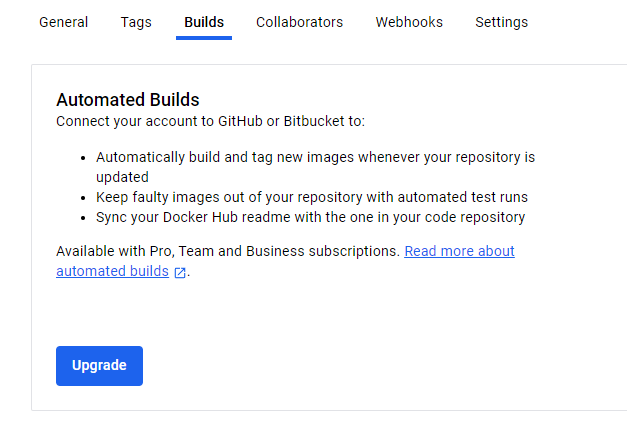 General Tags Builds Collaborators Webhooks Settings
Automated Builds
Connect your account to GitHub or Bitbucket to:
• Automatically build and tag new images whenever your repository is
updated
• Keep faulty images out of your repository with automated test runs
• Sync your Docker Hub readme with the one in your code repository
Available with Pro, Team and Business subscriptions. Read more about
automated builds.
Upgrade